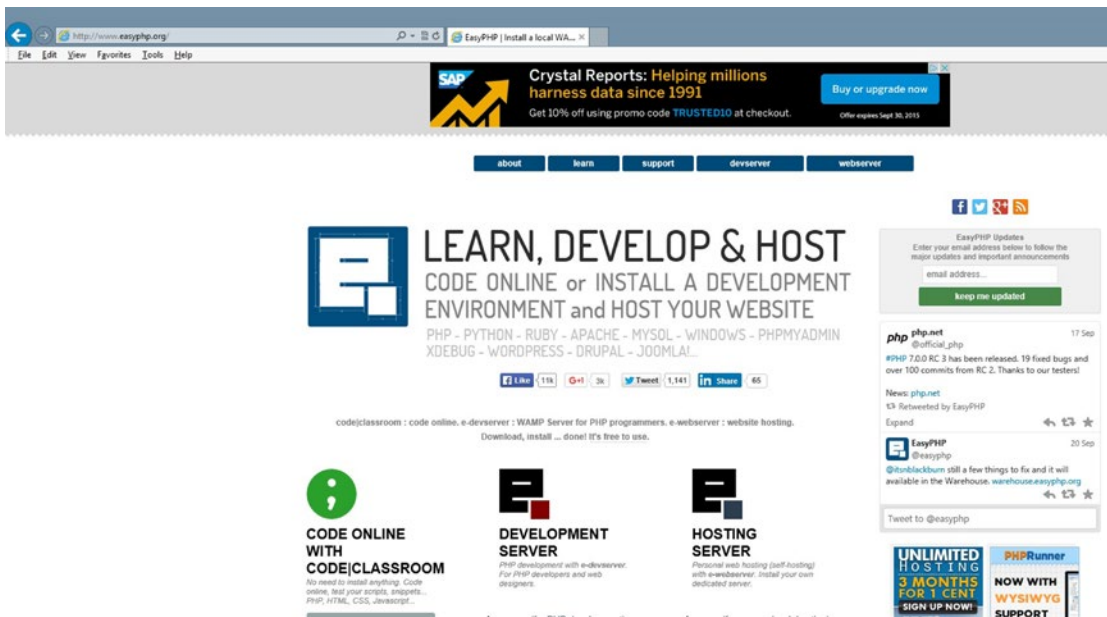 http://www.easyphp.org/
EasyPHP | Install a local WA...
File Edit View Favorites Tools Help
SAP
Crystal Reports: Helping millions
harness data since 1991
Get 10% off using promo code TRUSTED10 at checkout.
Buy or upgrade now
Offer expires Sept 30, 2015
about learn support devserver webserver
LEARN, DEVELOP & HOST
CODE ONLINE or INSTALL A DEVELOPMENT
ENVIRONMENT and HOST YOUR WEBSITE
PHP - PYTHON - RUBY - APACHE - MYSQL - WINDOWS - PHPMYADMIN
XDEBUG - WORDPRESS - DRUPAL - JOOMLA!...
Like 11k G+1 3k Tweet 1,141 in Share 65
code|classroom : code online. e-devserver : WAMP Server for PHP programmers. e-webserver : website hosting.
Download, install ... done! It's free to use.
CODE ONLINE
WITH
CODE|CLASSROOM
No need to install anything. Code
online, test your scripts, snippets...
PHP, HTML, CSS, Javascript...
DEVELOPMENT
SERVER
PHP development with e-devserver.
For PHP developers and web
designers.
HOSTING
SERVER
Personal web hosting (self-hosting)
with e-webserver. Install your own
dedicated server.
EasyPHP Updates
Enter your email address below to follow the
major updates and important announcements
email address...
keep me updated
php php.net 17 Sep
@official_php
#PHP 7.0.0 RC 3 has been released. 19 fixed bugs and
over 100 commits from RC 2. Thanks to our testers!
News: php.net
Retweeted by EasyPHP
Expand
EasyPHP 20 Sep
@easyphp
@itsnblackburn still a few things to fix and it will
available in the Warehouse. warehouse.easyphp.org
Tweet to @easyphp
UNLIMITED
HOSTING
3 MONTHS
FOR 1 CENT
SIGN UP NOW!
PHPRunner
NOW WITH
WYSIWYG
SUPPORT